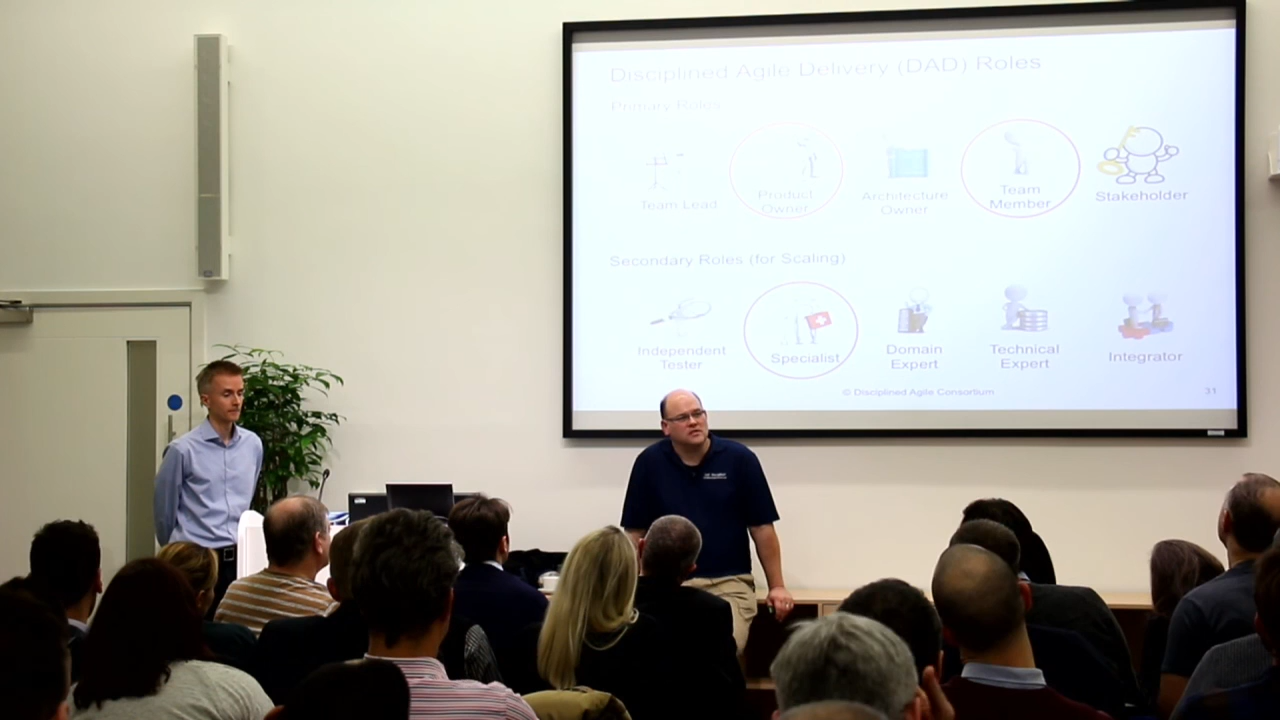 Disciplined Agile Delivery (DAD) Roles
Primary Roles
Team Lead
Product
Owner
Architecture
Owner
Team
Member
Stakeholder
Secondary Roles (for Scaling)
Independent
Tester
Specialist
Domain
Expert
Technical
Expert
Integrator
© Disciplined Agile Consortium
31